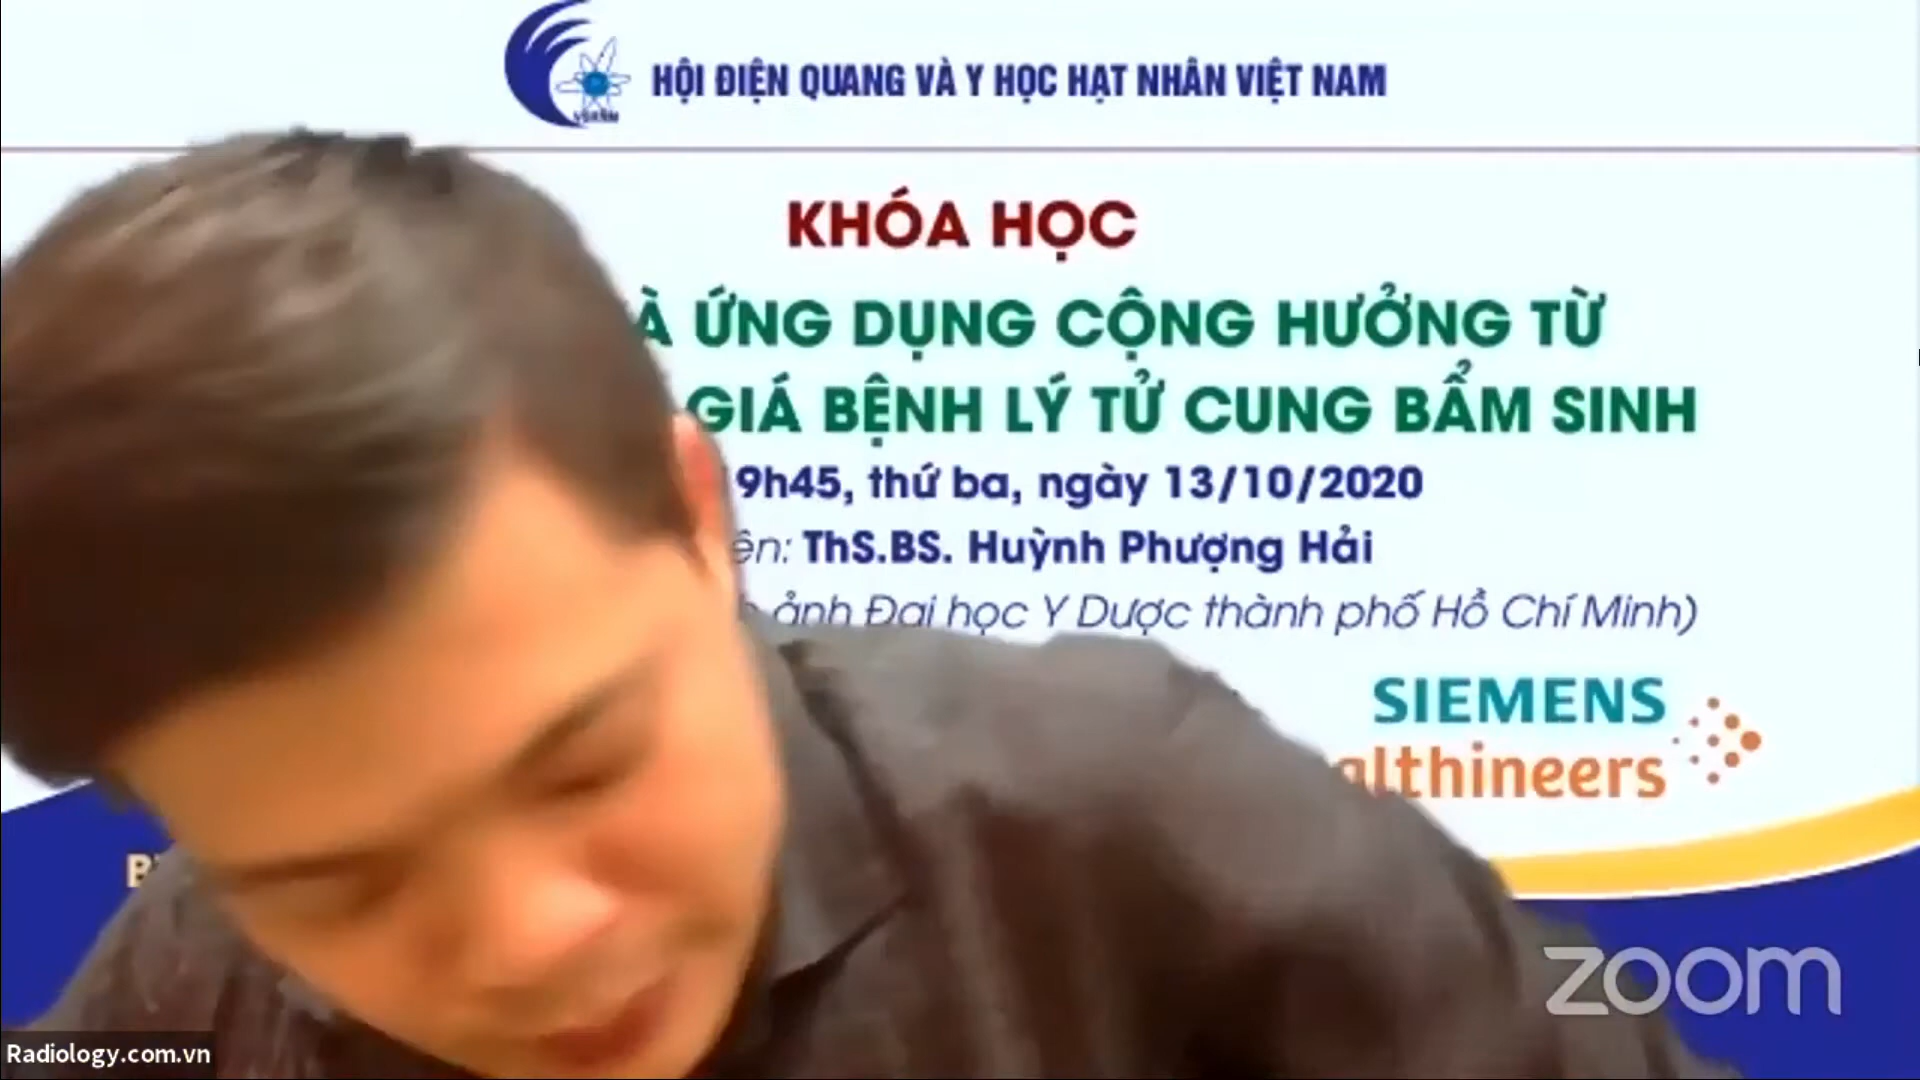 HỘI ĐIỆN QUANG VÀ Y HỌC HẠT NHÂN VIỆT NAM
KHÓA HỌC
ỨNG DỤNG CỘNG HƯỞNG TỪ
GIÁ BỆNH LÝ TỬ CUNG BẨM SINH
9h45, thứ ba, ngày 13/10/2020
ThS.BS. Huỳnh Phượng Hải
ảnh Đại học Y Dược thành phố Hồ Chí Minh)
SIEMENS
althineers
zoom
Radiology.com.vn